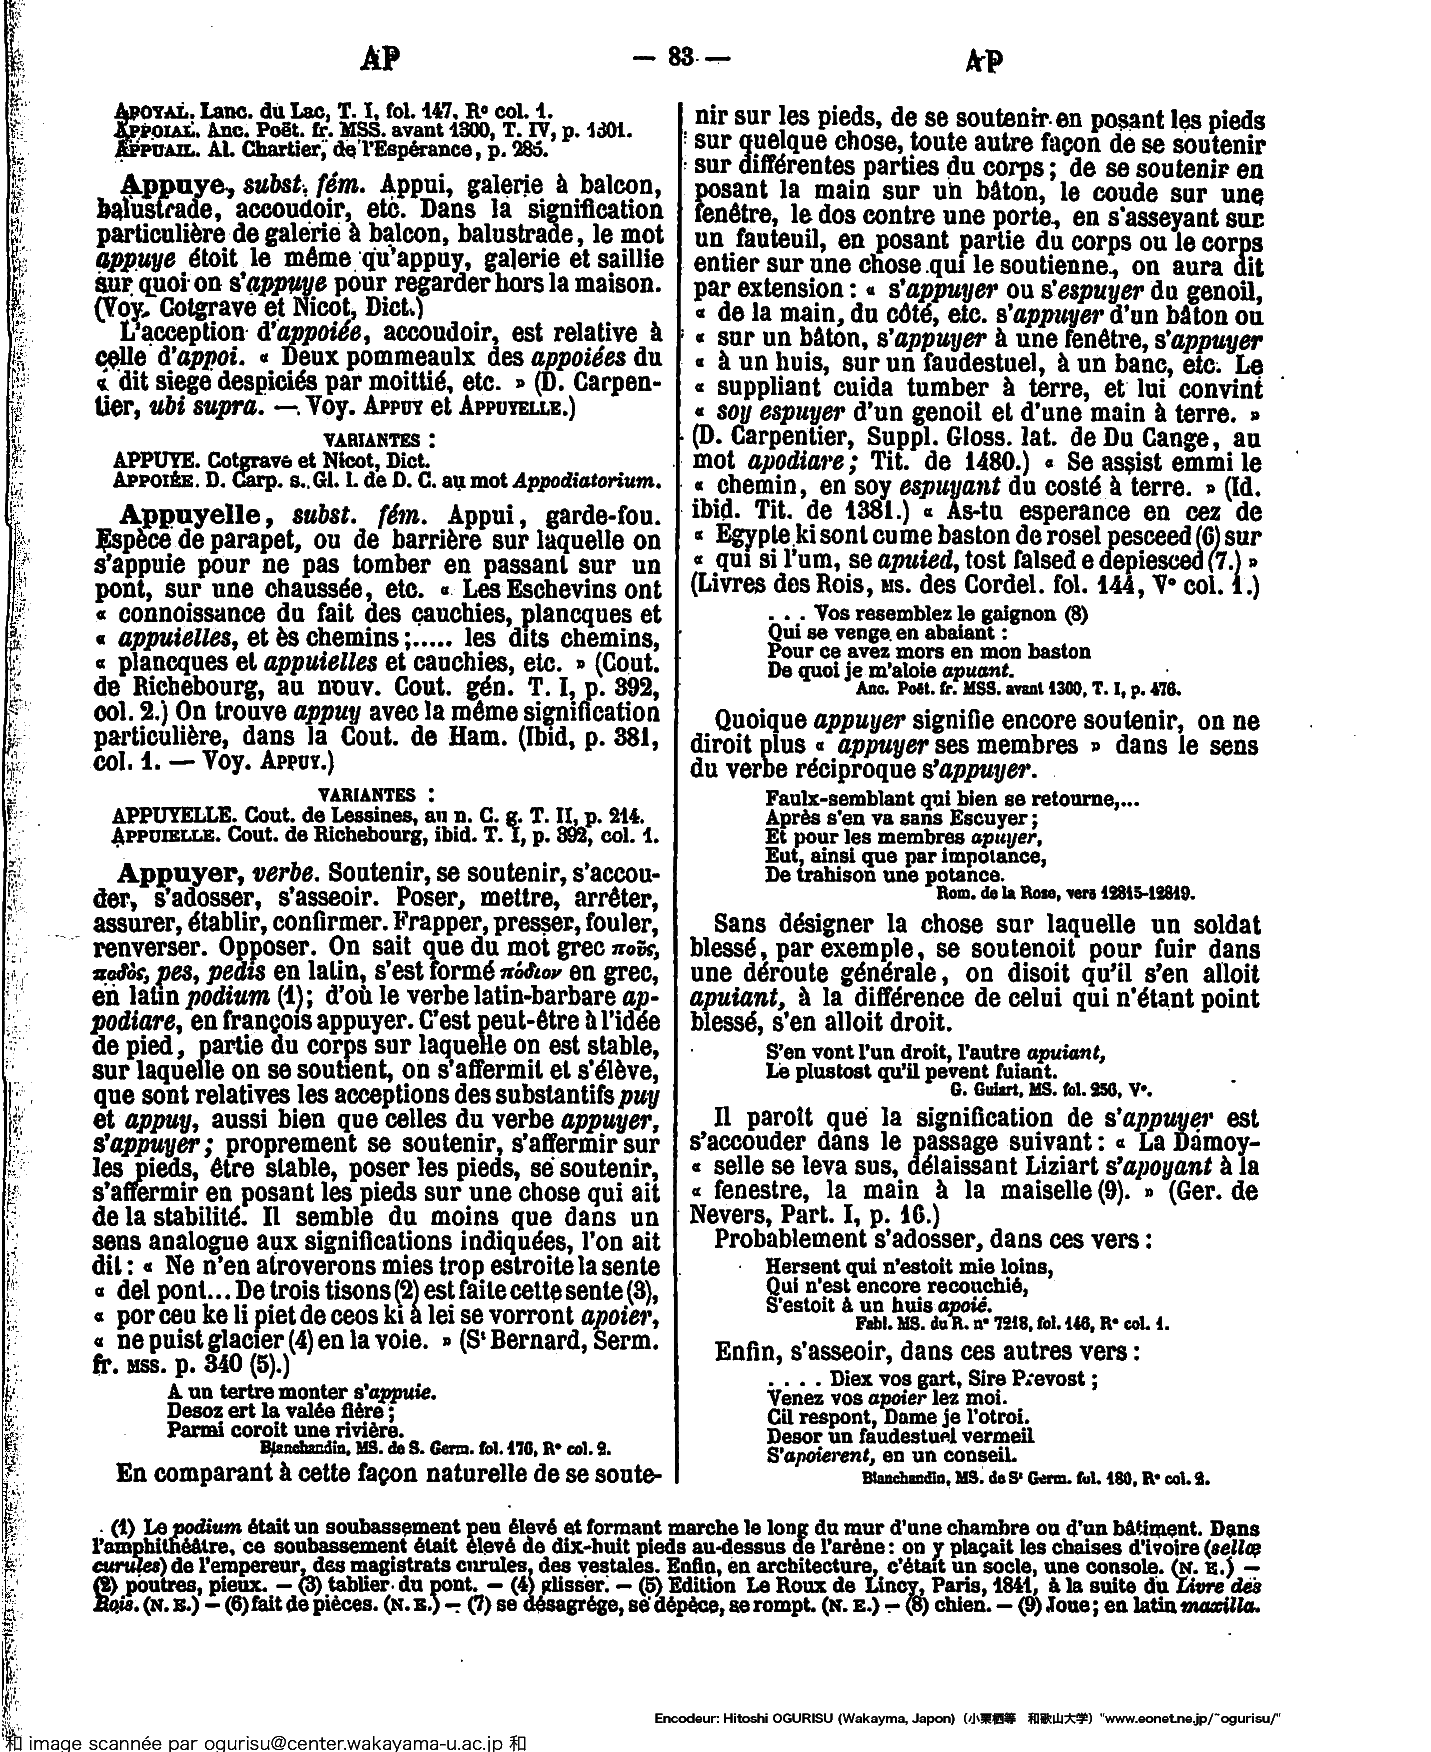 AP — 83 — AP
APOYAL. Lanc. du Lac, T. I, fol. 147, R° col. 1.
APPOIAL. Anc. Poët. fr. MSS. avant 1300, T. IV, p. 1301.
APPUAIL. Al. Chartier, de l'Espérance, p. 285.
Appuye, subst. fém. Appui, galerie à balcon,
balustrade, accoudoir, etc. Dans la signification
particulière de galerie à balcon, balustrade, le mot
appuye étoit le même qu'appuy, galerie et saillie
sur quoi on s'appuye pour regarder hors la maison.
(Voy. Cotgrave et Nicot, Dict.)
L'acception d'appoiée, accoudoir, est relative à
celle d'appoi. « Deux pommeaulx des appoiées du
« dit siege despiciés par moittié, etc. » (D. Carpen-
tier, ubi supra. — Voy. APPUY et APPUYELLE.)
VARIANTES :
APPUYE. Cotgrave et Nicot, Dict.
APPOIÉE. D. Carp. s. Gl. l. de D. C. au mot Appodiatorium.
Appuyelle, subst. fém. Appui, garde-fou.
Espèce de parapet, ou de barrière sur laquelle on
s'appuie pour ne pas tomber en passant sur un
pont, sur une chaussée, etc. « Les Eschevins ont
« connoissance du fait des cauchies, plancques et
« appuielles, et ès chemins ;..... les dits chemins,
« plancques et appuielles et cauchies, etc. » (Cout.
de Richebourg, au nouv. Cout. gén. T. I, p. 392,
col. 2.) On trouve appuy avec la même signification
particulière, dans la Cout. de Ham. (Ibid, p. 381,
col. 1. — Voy. APPUY.)
VARIANTES :
APPUYELLE. Cout. de Lessines, au n. C. g. T. II, p. 214.
APPUIELLE. Cout. de Richebourg, ibid. T. I, p. 392, col. 1.
Appuyer, verbe. Soutenir, se soutenir, s'accou-
der, s'adosser, s'asseoir. Poser, mettre, arrêter,
assurer, établir, confirmer. Frapper, presser, fouler,
renverser. Opposer. On sait que du mot grec ποῦς,
ποδὸς, pes, pedis en latin, s'est formé πόδιον en grec,
en latin podium (1); d'où le verbe latin-barbare ap-
podiare, en françois appuyer. C'est peut-être à l'idée
de pied, partie du corps sur laquelle on est stable,
sur laquelle on se soutient, on s'affermit et s'élève,
que sont relatives les acceptions des substantifs puy
et appuy, aussi bien que celles du verbe appuyer,
s'appuyer ; proprement se soutenir, s'affermir sur
les pieds, être stable, poser les pieds, se soutenir,
s'affermir en posant les pieds sur une chose qui ait
de la stabilité. Il semble du moins que dans un
sens analogue aux significations indiquées, l'on ait
dit : « Ne n'en atroverons mies trop estroite la sente
« del pont... De trois tisons (2) est faite cette sente (3),
« por ceu ke li piet de ceos ki à lei se vorront apoier,
« ne puist glacier (4) en la voie. » (St Bernard, Serm.
fr. MSS. p. 340 (5).)
A un tertre monter s'appuie.
Desoz ert la valée fière ;
Parmi coroit une rivière.
Blanchandin, MS. de S. Germ. fol. 176, R° col. 2.
En comparant à cette façon naturelle de se soute-
nir sur les pieds, de se soutenir en posant les pieds
sur quelque chose, toute autre façon de se soutenir
sur différentes parties du corps ; de se soutenir en
posant la main sur un bâton, le coude sur une
fenêtre, le dos contre une porte, en s'asseyant sur
un fauteuil, en posant partie du corps ou le corps
entier sur une chose qui le soutienne, on aura dit
par extension : « s'appuyer ou s'espuyer du genoil,
« de la main, du côté, etc. s'appuyer d'un bâton ou
« sur un bâton, s'appuyer à une fenêtre, s'appuyer
« à un huis, sur un faudestuel, à un banc, etc. Le
« suppliant cuida tumber à terre, et lui convint
« soy espuyer d'un genoil et d'une main à terre. »
(D. Carpentier, Suppl. Gloss. lat. de Du Cange, au
mot apodiare ; Tit. de 1480.) « Se assist emmi le
« chemin, en soy espuyant du costé à terre. » (Id.
ibid. Tit. de 1381.) « As-tu esperance en cez de
« Egypte ki sont cume baston de rosel pesceed (6) sur
« qui si l'um, se apuied, tost falsed e depiesced (7.) »
(Livres des Rois, MS. des Cordel. fol. 144, V° col. 1.)
. . . Vos resemblez le gaignon (8)
Qui se venge en abaiant :
Pour ce avez mors en mon baston
De quoi je m'aloie apuant.
Anc. Poët. fr. MSS. avant 1300, T. I, p. 476.
Quoique appuyer signifie encore soutenir, on ne
diroit plus « appuyer ses membres » dans le sens
du verbe réciproque s'appuyer.
Faulx-semblant qui bien se retourne,...
Après s'en va sans Escuyer ;
Et pour les membres apuyer,
Eut, ainsi que par impotance,
De trahison une potance.
Rom. de la Rose, vers 12815-12819.
Sans désigner la chose sur laquelle un soldat
blessé, par exemple, se soutenoit pour fuir dans
une déroute générale, on disoit qu'il s'en alloit
apuiant, à la différence de celui qui n'étant point
blessé, s'en alloit droit.
S'en vont l'un droit, l'autre apuiant,
Le plustost qu'il pevent fuiant.
G. Guiart, MS. fol. 256, V°.
Il paroît que la signification de s'appuyer est
s'accouder dans le passage suivant : « La Damoy-
« selle se leva sus, délaissant Liziart s'apoyant à la
« fenestre, la main à la maiselle (9). » (Ger. de
Nevers, Part. I, p. 16.)
Probablement s'adosser, dans ces vers :
Hersent qui n'estoit mie loins,
Qui n'est encore recouchié,
S'estoit à un huis apoié.
Fabl. MS. du R. n° 7218, fol. 146, R° col. 1.
Enfin, s'asseoir, dans ces autres vers :
. . . . Diex vos gart, Sire Prevost ;
Venez vos apoier lez moi.
Cil respont, Dame je l'otroi.
Desor un faudestuel vermeil
S'apoierent, en un conseil.
Blanchandin, MS. de St Germ. fol. 180, R° col. 2.
(1) Le podium était un soubassement peu élevé et formant marche le long du mur d'une chambre ou d'un bâtiment. Dans
l'amphithéâtre, ce soubassement était élevé de dix-huit pieds au-dessus de l'arène : on y plaçait les chaises d'ivoire (sellæ
curules) de l'empereur, des magistrats curules, des vestales. Enfin, en architecture, c'était un socle, une console. (N. E.) —
(2) poutres, pieux. — (3) tablier du pont. — (4) glisser. — (5) Edition Le Roux de Lincy, Paris, 1841, à la suite du Livre des
Rois. (N. E.) — (6) fait de pièces. (N. E.) — (7) se désagrége, se dépèce, se rompt. (N. E.) — (8) chien. — (9) Joue ; en latin maxilla.
Encodeur: Hitoshi OGURISU (Wakayma, Japon) (小栗栖等 和歌山大学) "www.eonet.ne.jp/~ogurisu/"
和 image scannée par ogurisu@center.wakayama-u.ac.jp 和